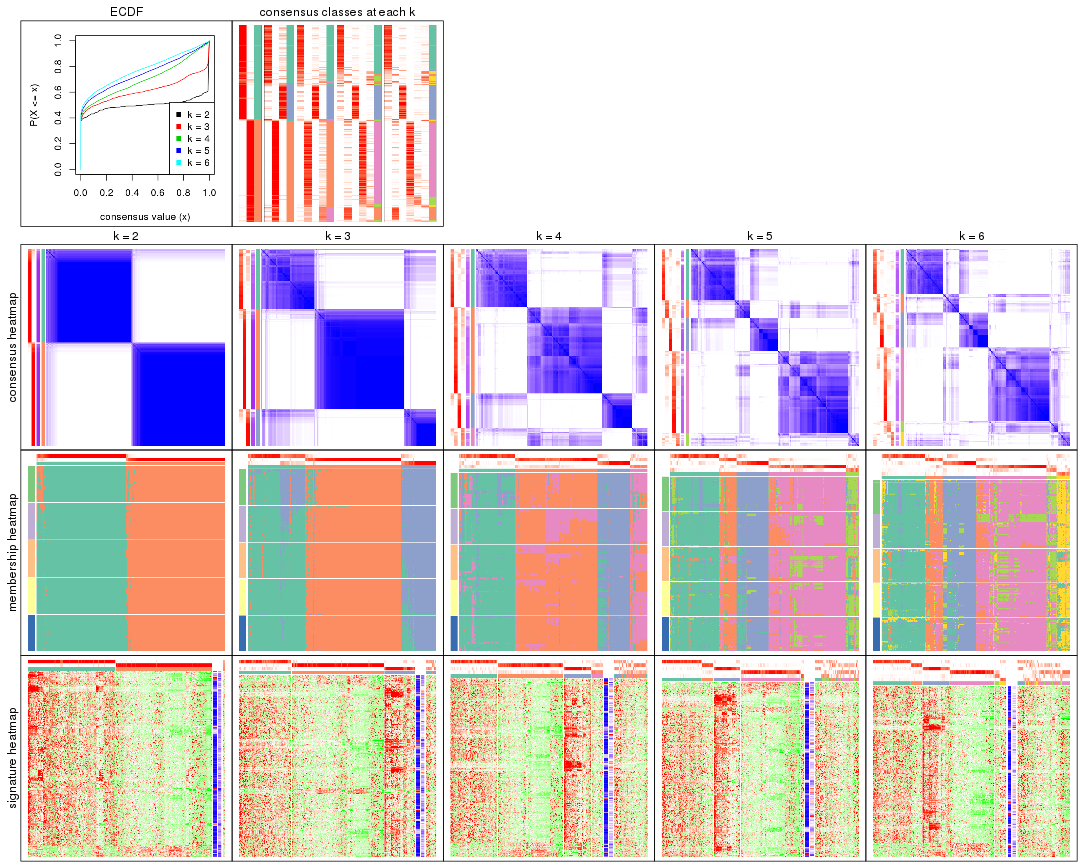 ECDF
consensus classes at each k
P(X <= x)
0.0
0.2
0.4
0.6
0.8
1.0
k = 2
k = 3
k = 4
k = 5
k = 6
0.0 0.2 0.4 0.6 0.8 1.0
consensus value (x)
k = 2
k = 3
k = 4
k = 5
k = 6
consensus heatmap
membership heatmap
signature heatmap